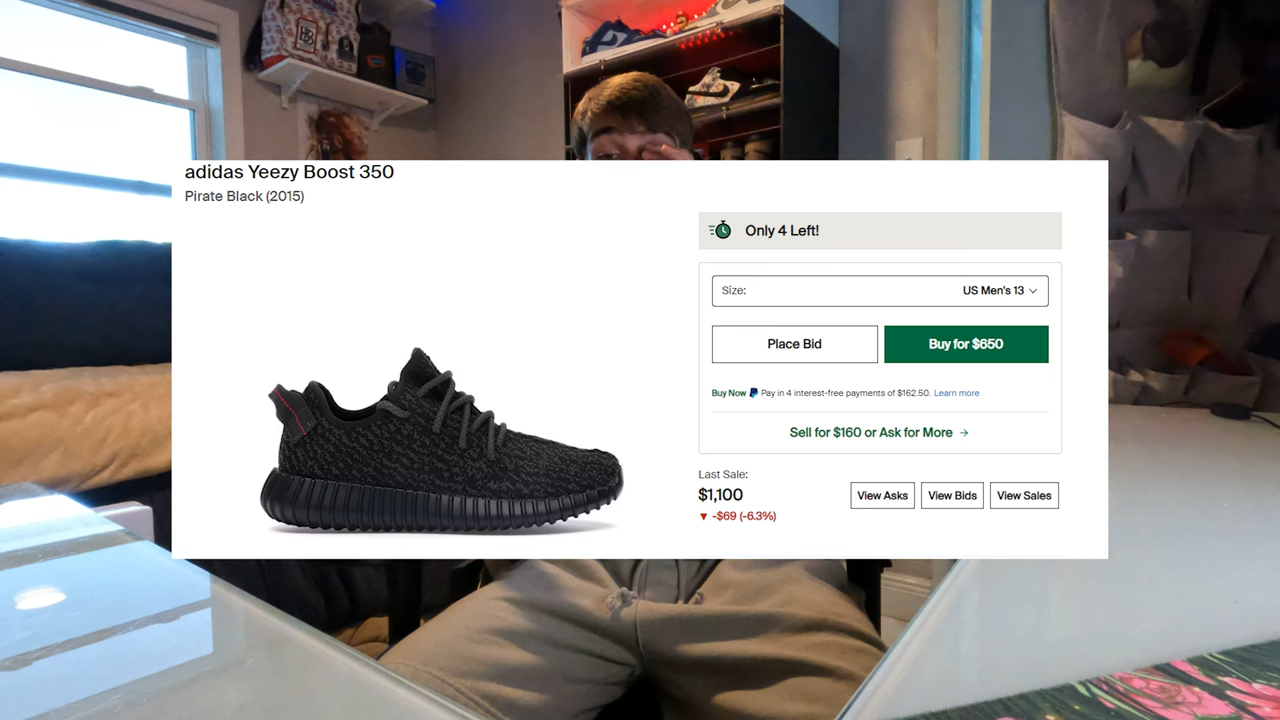 adidas Yeezy Boost 350
Pirate Black (2015)
Only 4 Left!
Size: US Men's 13
Place Bid Buy for $650
Buy Now Pay in 4 interest-free payments of $162.50. Learn more
Sell for $160 or Ask for More →
Last Sale:
$1,100
▼ -$69 (-6.3%)
View Asks View Bids View Sales